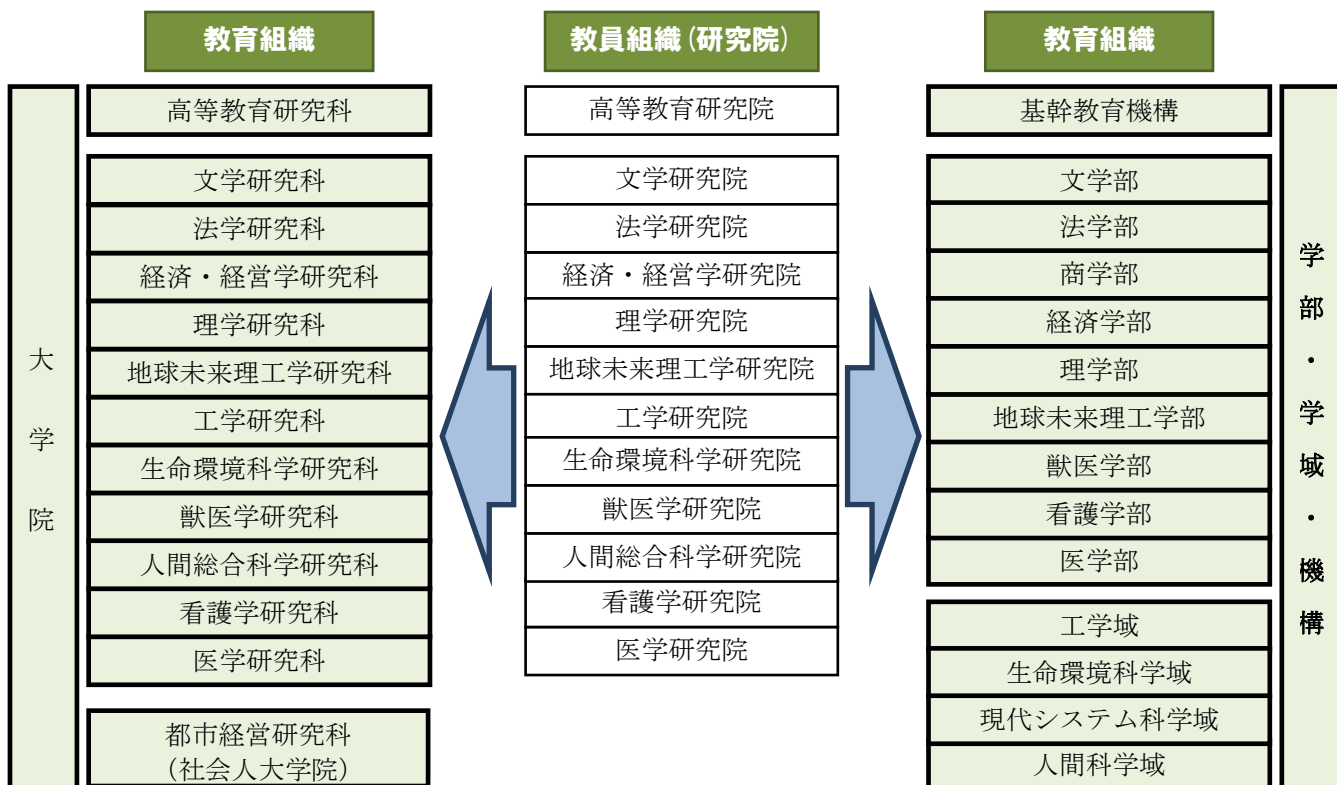 教育組織
教員組織(研究院)
教育組織
大学院
高等教育研究科
文学研究科
法学研究科
経済・経営学研究科
理学研究科
地球未来理工学研究科
工学研究科
生命環境科学研究科
獣医学研究科
人間総合科学研究科
看護学研究科
医学研究科
都市経営研究科
(社会人大学院)
高等教育研究院
文学研究院
法学研究院
経済・経営学研究院
理学研究院
地球未来理工学研究院
工学研究院
生命環境科学研究院
獣医学研究院
人間総合科学研究院
看護学研究院
医学研究院
基幹教育機構
文学部
法学部
商学部
経済学部
理学部
地球未来理工学部
獣医学部
看護学部
医学部
工学域
生命環境科学域
現代システム科学域
人間科学域
学部・学域・機構